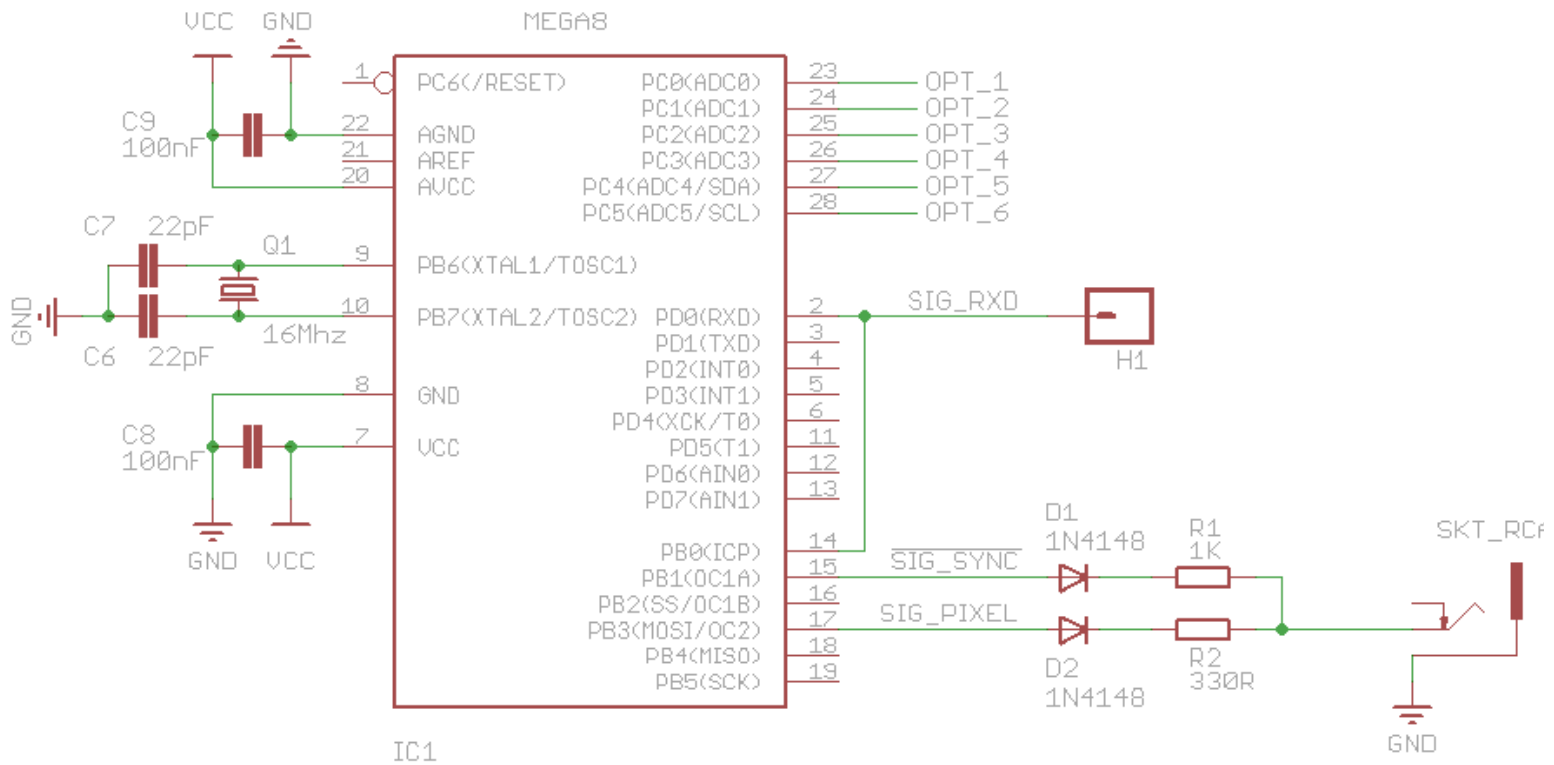 VCC GND
MEGA8
1 PC6(/RESET)
C9
100nF
22 AGND
21 AREF
20 AVCC
C7 22pF
Q1
9 PB6(XTAL1/TOSC1)
GND
10 PB7(XTAL2/TOSC2)
16Mhz
C6 22pF
8 GND
C8
100nF
7 VCC
GND VCC
PC0(ADC0) 23 OPT_1
PC1(ADC1) 24 OPT_2
PC2(ADC2) 25 OPT_3
PC3(ADC3) 26 OPT_4
PC4(ADC4/SDA) 27 OPT_5
PC5(ADC5/SCL) 28 OPT_6
PD0(RXD) 2 SIG_RXD
H1
PD1(TXD) 3
PD2(INT0) 4
PD3(INT1) 5
PD4(XCK/T0) 6
PD5(T1) 11
PD6(AIN0) 12
PD7(AIN1) 13
PB0(ICP) 14
PB1(OC1A) 15 SIG_SYNC
PB2(SS/OC1B) 16
PB3(MOSI/OC2) 17 SIG_PIXEL
PB4(MISO) 18
PB5(SCK) 19
D1
1N4148
R1
1K
D2
1N4148
R2
330R
SKT_RCA
GND
IC1